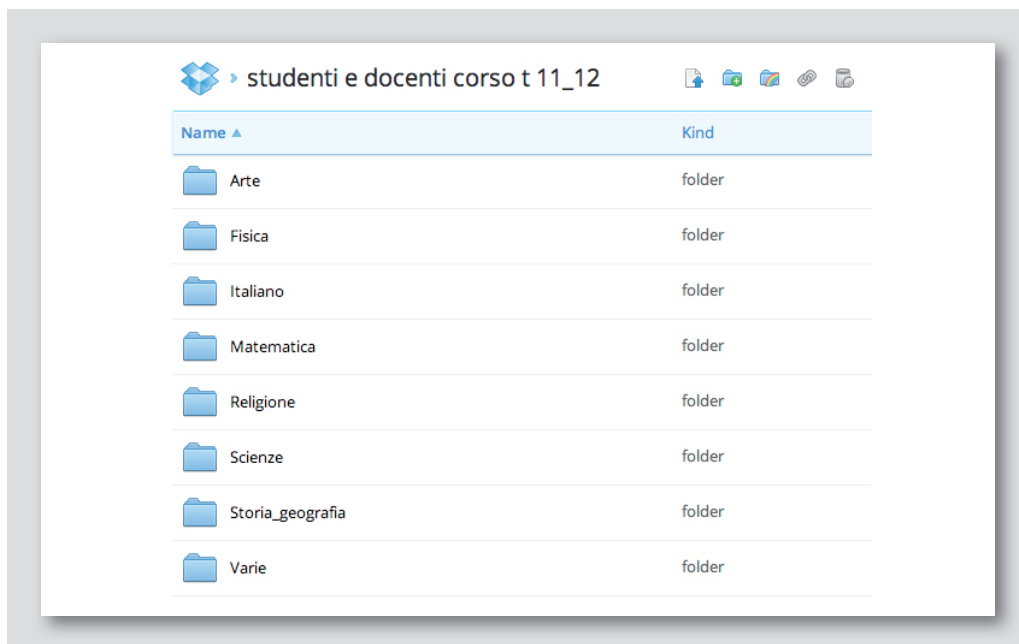 studenti e docenti corso t 11_12
Name Kind
Arte folder
Fisica folder
Italiano folder
Matematica folder
Religione folder
Scienze folder
Storia_geografia folder
Varie folder